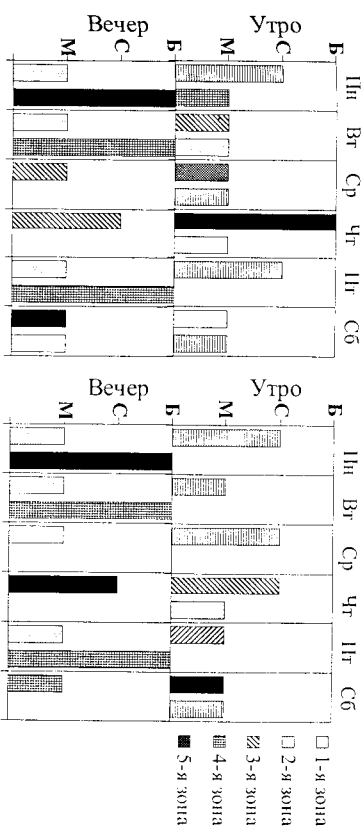 Утро
Б
С
М
Вечер
Б
С
М
Пн
Вт
Ср
Чт
Пт
Сб
Утро
Б
С
М
Вечер
Б
С
М
Пн
Вт
Ср
Чт
Пт
Сб
1-я зона
2-я зона
3-я зона
4-я зона
5-я зона